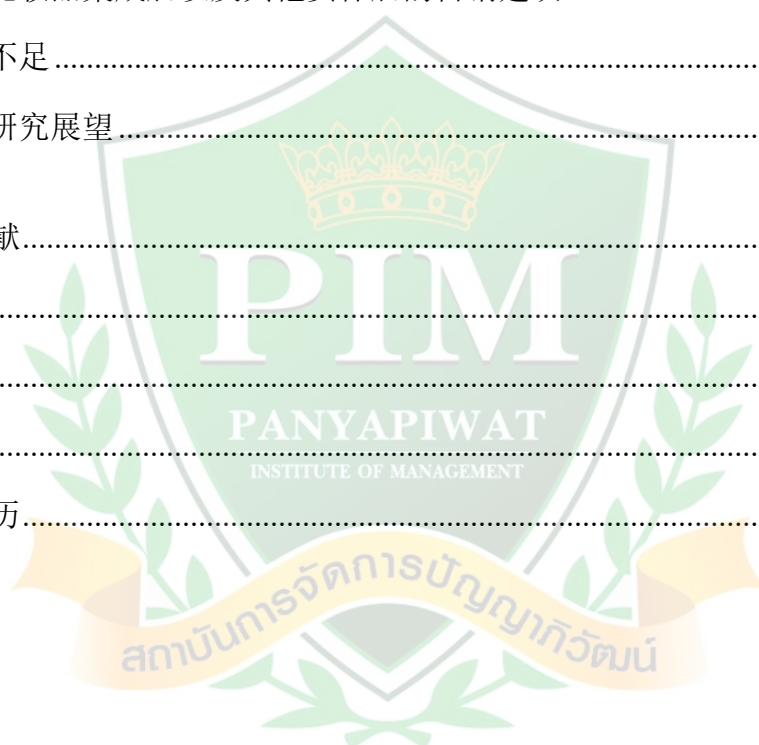 不足................................................................
研究展望................................................................
献................................................................
................................................................
................................................................
................................................................
历................................................................
PIM
PANYAPIWAT
INSTITUTE OF MANAGEMENT
สถาบันการจัดการปัญญาภิวัฒน์